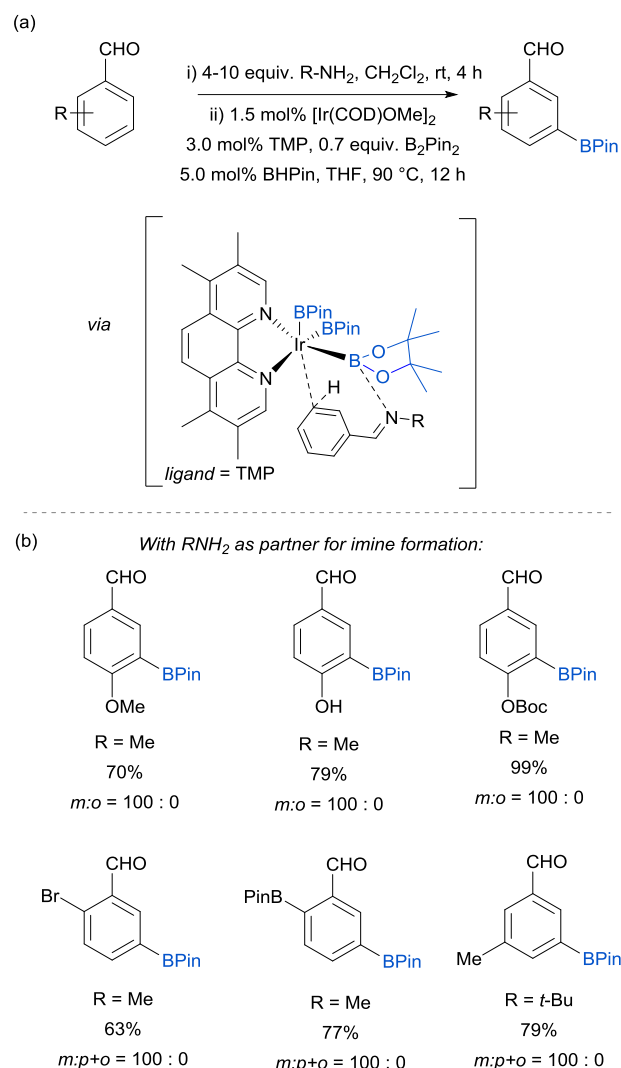 (a)
CHO
R
i) 4-10 equiv. R-NH2, CH2Cl2, rt, 4 h
ii) 1.5 mol% [Ir(COD)OMe]2
3.0 mol% TMP, 0.7 equiv. B2Pin2
5.0 mol% BHPin, THF, 90 °C, 12 h
CHO
R
BPin
via
N
N
Ir
BPin
BPin
B
O
O
H
N
R
ligand = TMP
(b)
With RNH2 as partner for imine formation:
CHO
BPin
OMe
R = Me
70%
m:o = 100 : 0
CHO
BPin
OH
R = Me
79%
m:o = 100 : 0
CHO
BPin
OBoc
R = Me
99%
m:o = 100 : 0
CHO
Br
BPin
R = Me
63%
m:p+o = 100 : 0
CHO
PinB
BPin
R = Me
77%
m:p+o = 100 : 0
CHO
Me
BPin
R = t-Bu
79%
m:p+o = 100 : 0